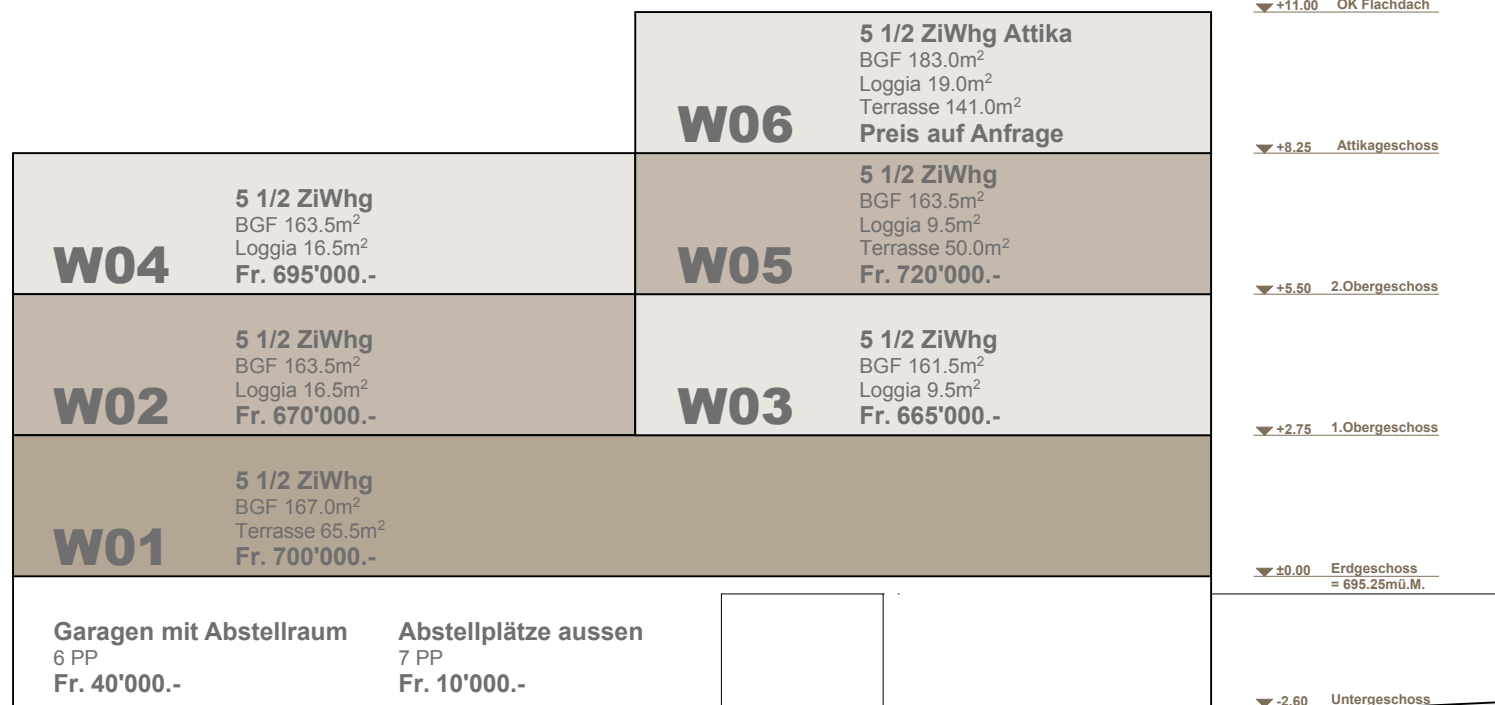 +11.00 OK Flachdach
5 1/2 ZiWhg Attika
BGF 183.0m²
Loggia 19.0m²
Terrasse 141.0m²
W06
Preis auf Anfrage
+8.25 Attikageschoss
5 1/2 ZiWhg
BGF 163.5m²
Loggia 16.5m²
W04
Fr. 695'000.-
5 1/2 ZiWhg
BGF 163.5m²
Loggia 9.5m²
Terrasse 50.0m²
W05
Fr. 720'000.-
+5.50 2.Obergeschoss
5 1/2 ZiWhg
BGF 163.5m²
Loggia 16.5m²
W02
Fr. 670'000.-
5 1/2 ZiWhg
BGF 161.5m²
Loggia 9.5m²
W03
Fr. 665'000.-
+2.75 1.Obergeschoss
5 1/2 ZiWhg
BGF 167.0m²
Terrasse 65.5m²
W01
Fr. 700'000.-
±0.00 Erdgeschoss
= 695.25mü.M.
Garagen mit Abstellraum
6 PP
Fr. 40'000.-
Abstellplätze aussen
7 PP
Fr. 10'000.-
-2.60 Untergeschoss